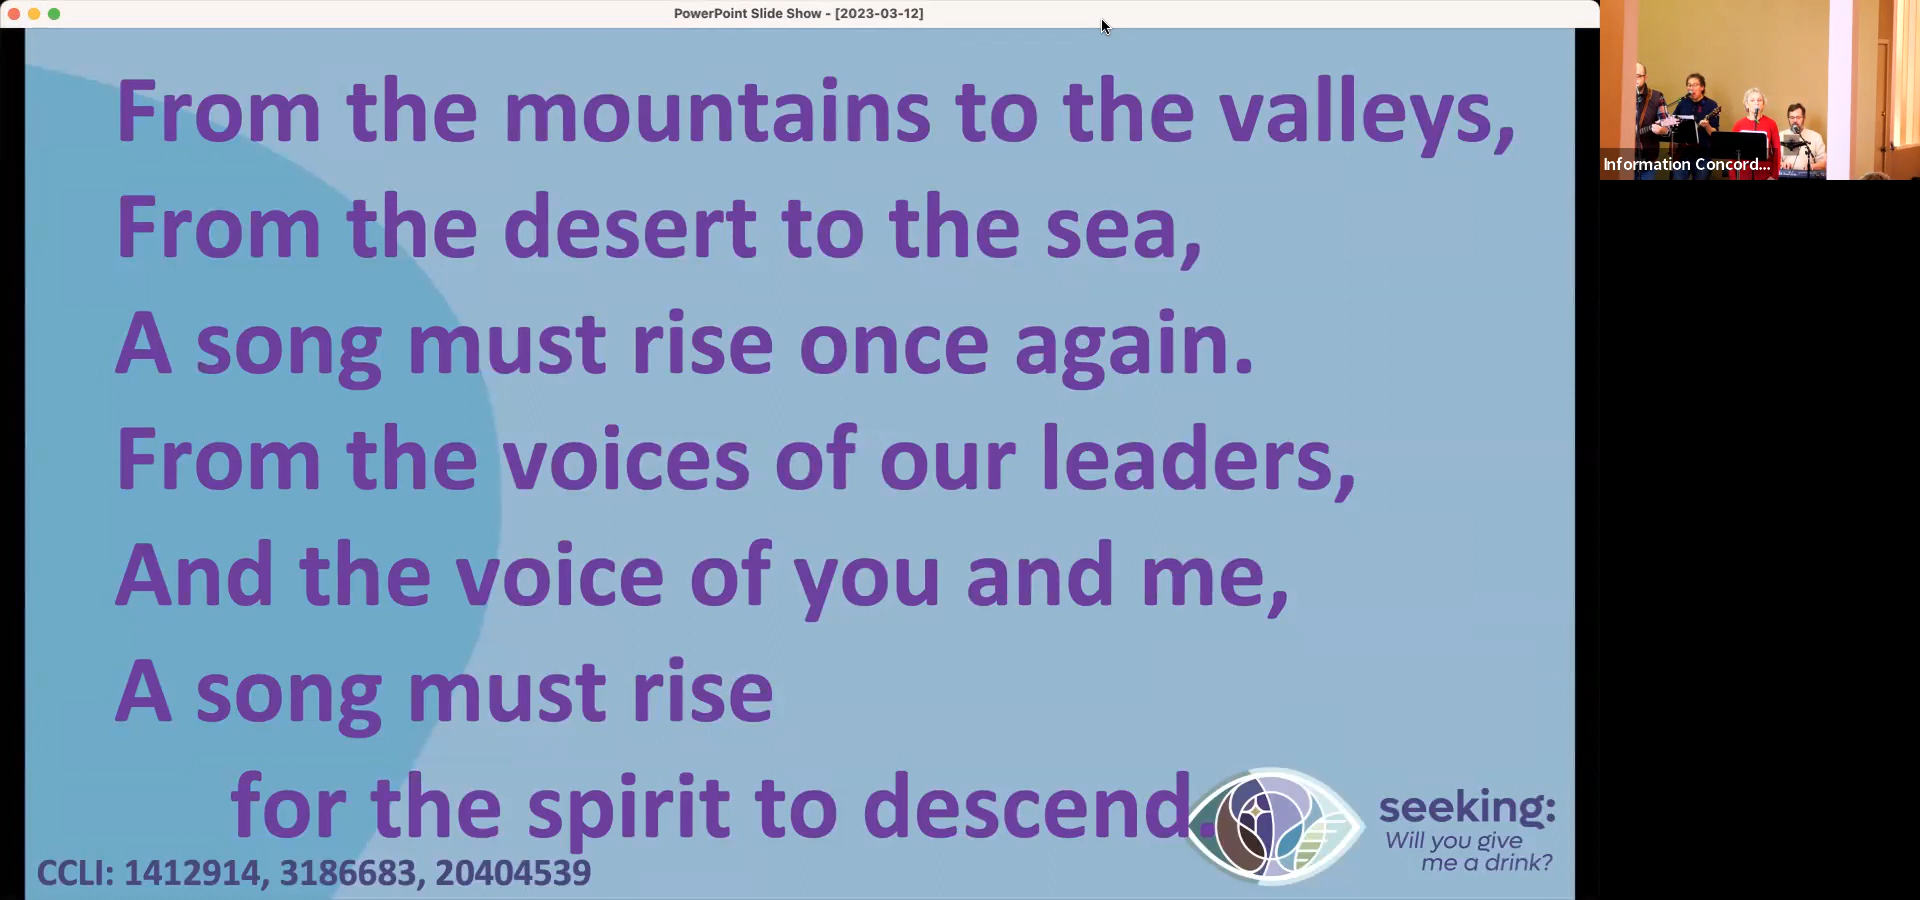 PowerPoint Slide Show - [2023-03-12]
From the mountains to the valleys,
From the desert to the sea,
A song must rise once again.
From the voices of our leaders,
And the voice of you and me,
A song must rise
for the spirit to descend.
CCLI: 1412914, 3186683, 20404539
seeking:
Will you give
me a drink?
Information Concord...